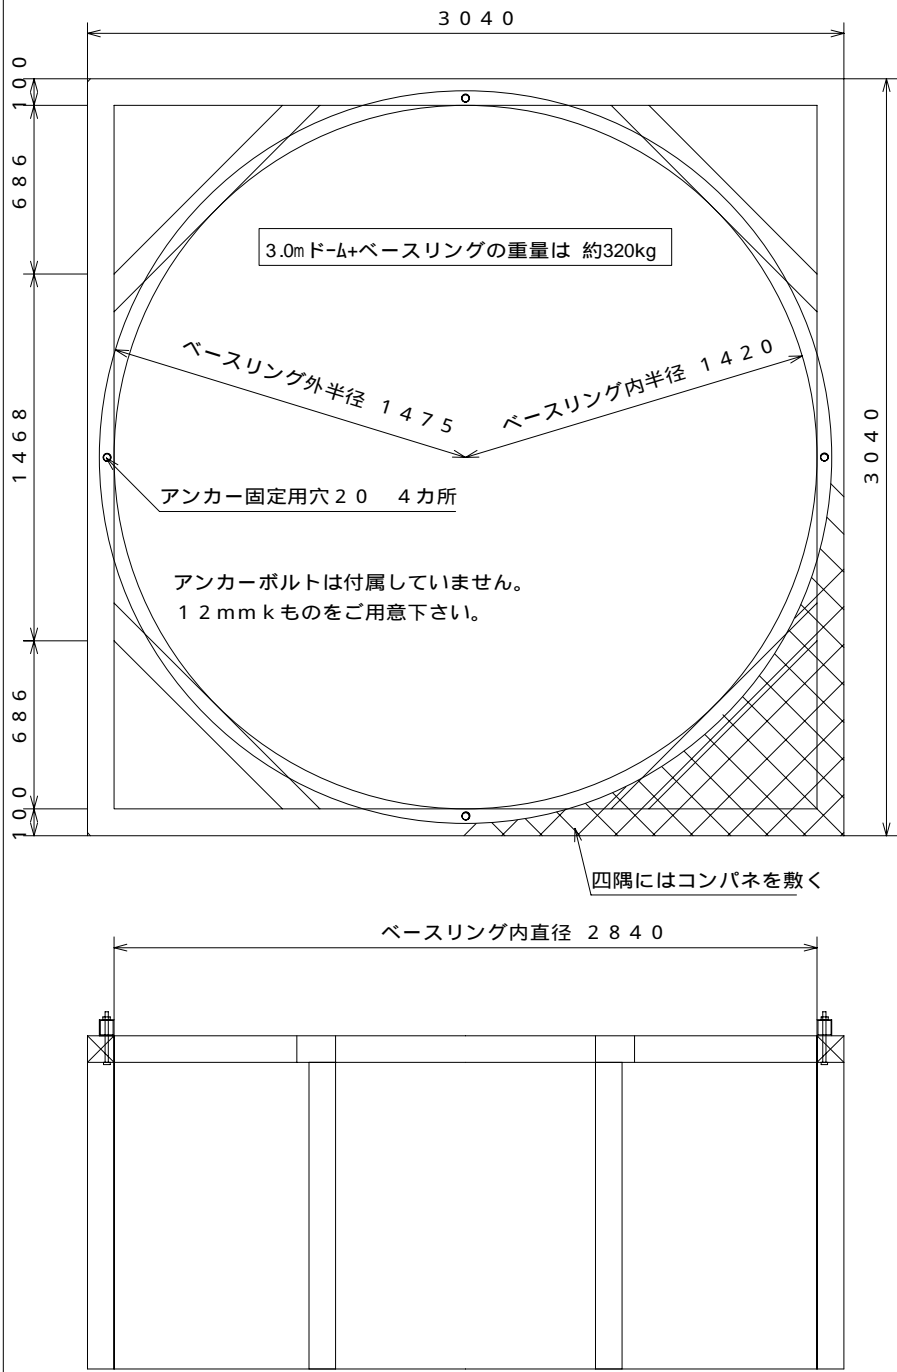 ３０４０
１００
６８６
１４６８
６８６
１００
3.0mドーム+ベースリングの重量は 約320kg
ベースリング外半径 １４７５
ベースリング内半径 １４２０
３０４０
アンカー固定用穴２０　４カ所
アンカーボルトは付属していません。
１２ｍｍｋものをご用意下さい。
四隅にはコンパネを敷く
ベースリング内直径 ２８４０